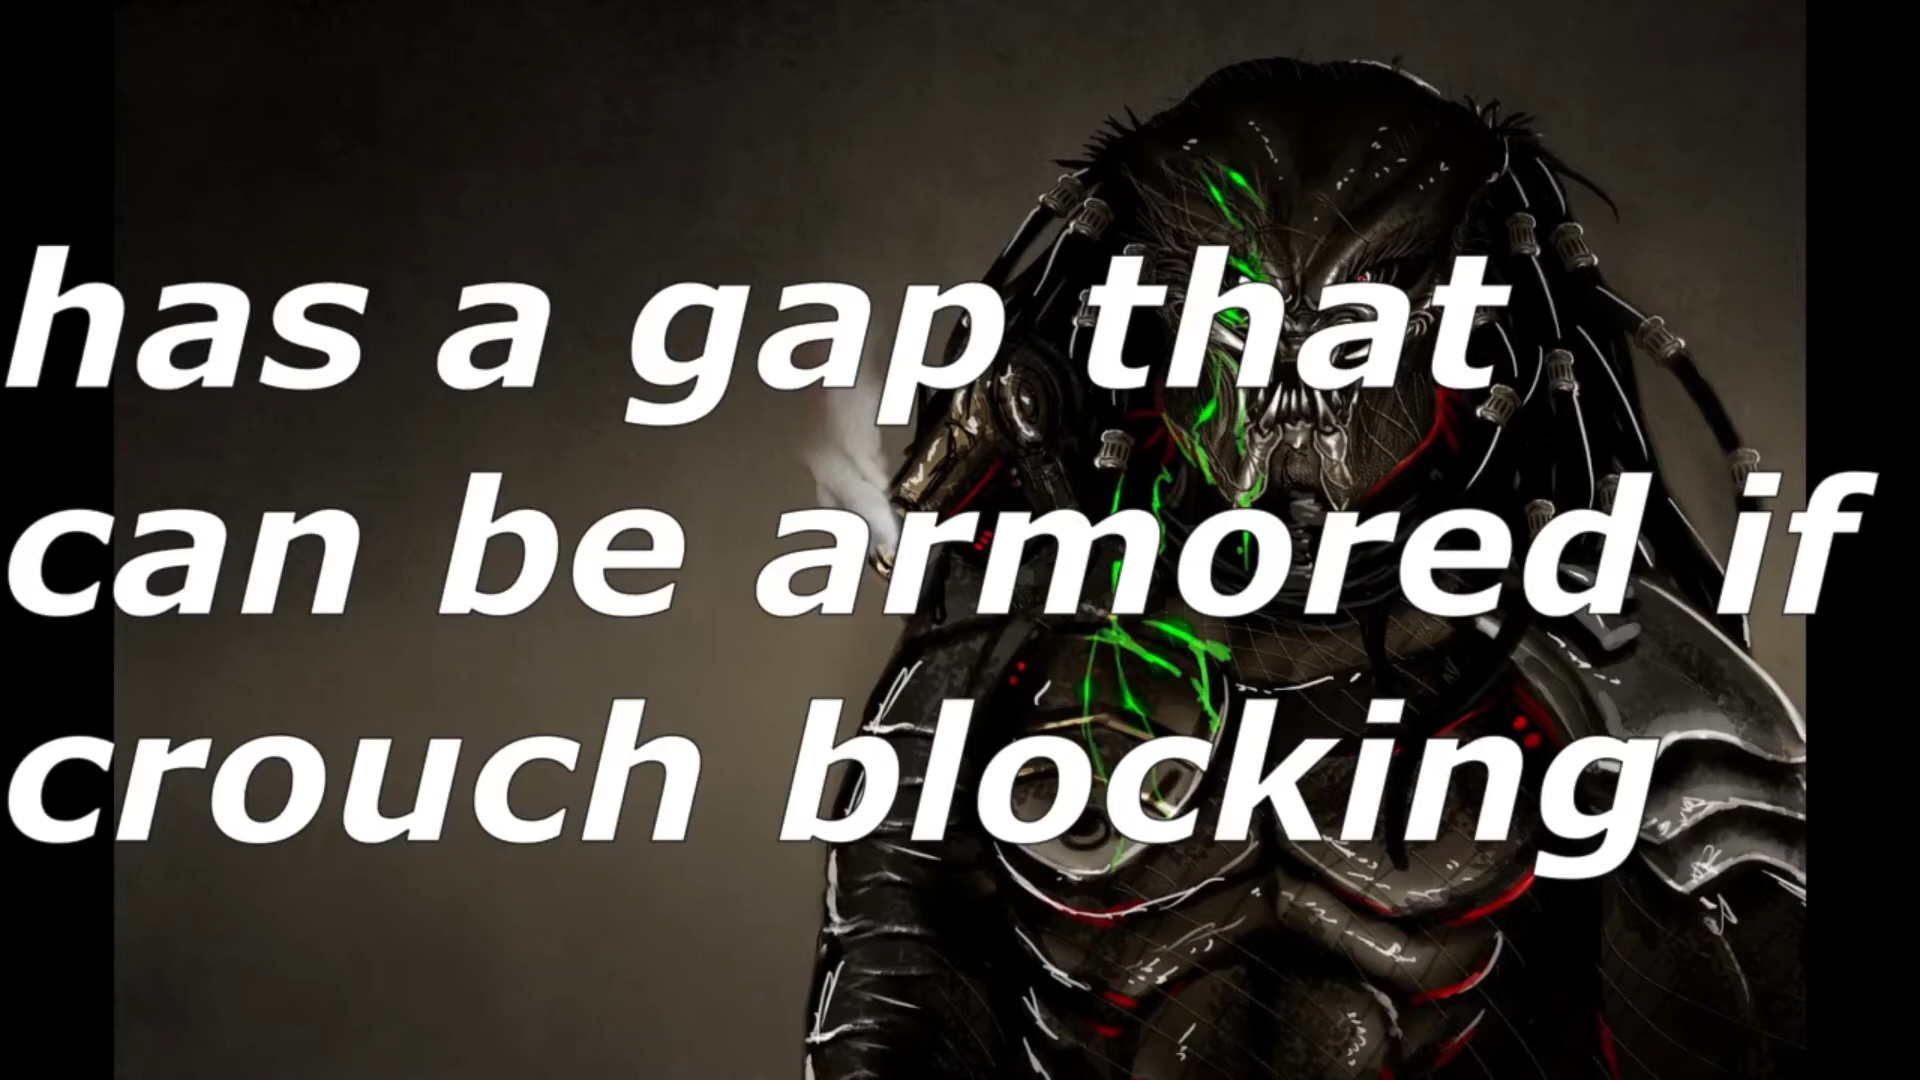 has a gap that
can be armored if
crouch blocking